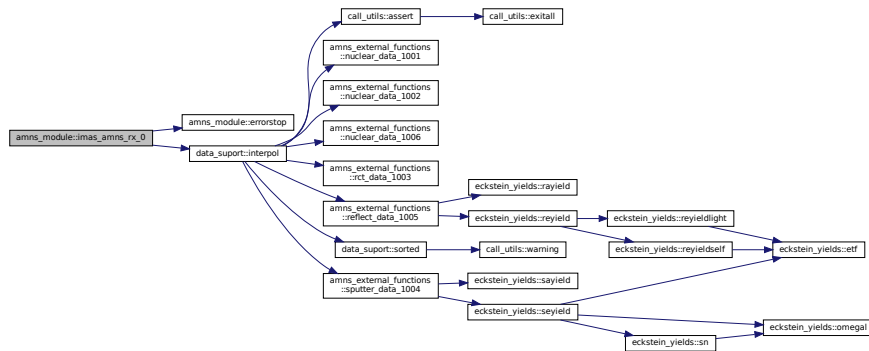 call_utils::assert
call_utils::exitall
amns_external_functions
::nuclear_data_1001
amns_external_functions
::nuclear_data_1002
amns_module::errorstop
amns_external_functions
::nuclear_data_1006
amns_module::imas_amns_rx_0
data_suport::interpol
amns_external_functions
::rct_data_1003
eckstein_yields::rayield
amns_external_functions
::reflect_data_1005
eckstein_yields::reyield
eckstein_yields::reyieldlight
data_suport::sorted
call_utils::warning
eckstein_yields::reyieldself
eckstein_yields::etf
amns_external_functions
::sputter_data_1004
eckstein_yields::sayield
eckstein_yields::seyield
eckstein_yields::omegal
eckstein_yields::sn